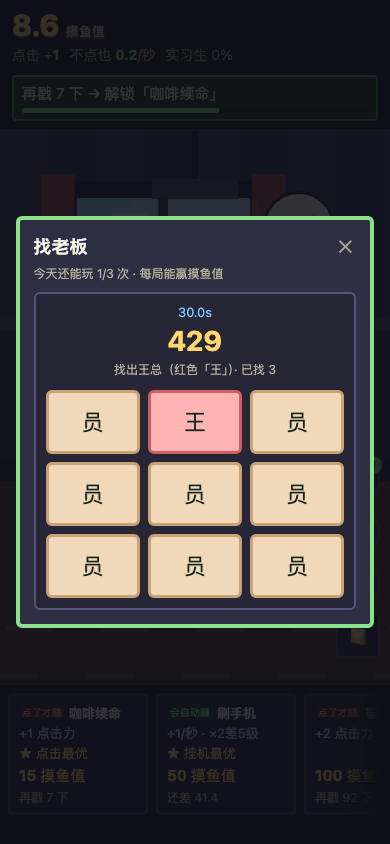 8.6 摸鱼值
点击 +1 不点也 0.2/秒 实习生 0%
再戳 7 下 → 解锁「咖啡续命」
找老板
今天还能玩 1/3 次 · 每局能赢摸鱼值
30.0s
429
找出王总（红色「王」）· 已找 3
员 王 员
员 员 员
员 员 员
点了才赚 咖啡续命
+1 点击力
★ 点击最优
15 摸鱼值
再戳 7 下
会自动赚 刷手机
+1/秒 · ×2差5级
★ 挂机最优
50 摸鱼值
还差 41.4
点了才赚
+2 点击力
100 摸鱼值
再戳 92 下